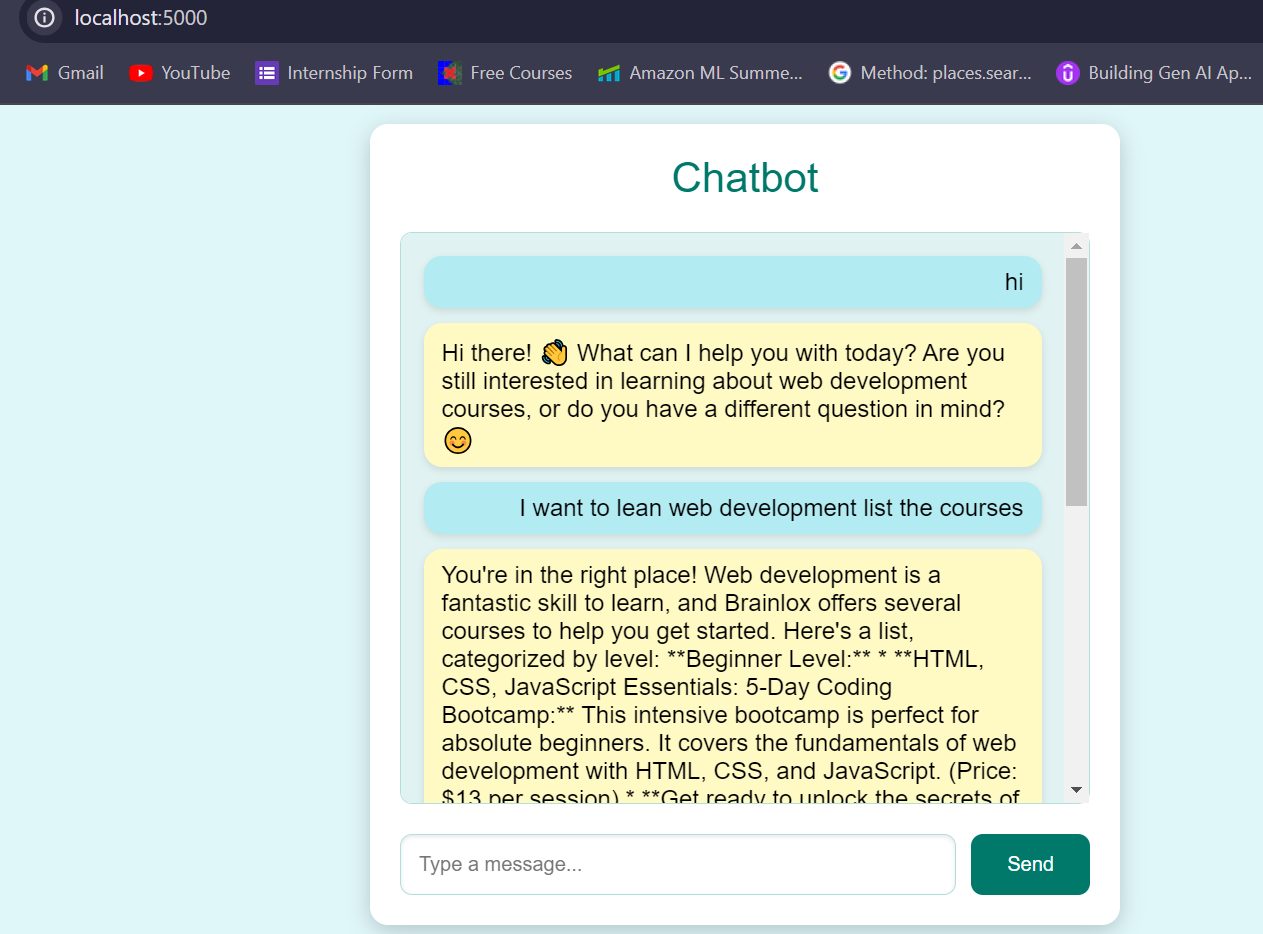 localhost:5000
Gmail YouTube Internship Form Free Courses Amazon ML Summe... Method: places.sear... Building Gen AI Ap...
Chatbot
hi
Hi there! 👋 What can I help you with today? Are you
still interested in learning about web development
courses, or do you have a different question in mind?
😊
I want to lean web development list the courses
You're in the right place! Web development is a
fantastic skill to learn, and Brainlox offers several
courses to help you get started. Here's a list,
categorized by level: **Beginner Level:** * **HTML,
CSS, JavaScript Essentials: 5-Day Coding
Bootcamp:** This intensive bootcamp is perfect for
absolute beginners. It covers the fundamentals of web
development with HTML, CSS, and JavaScript. (Price:
$13 per session) * **Get ready to unlock the secrets of
Type a message...
Send